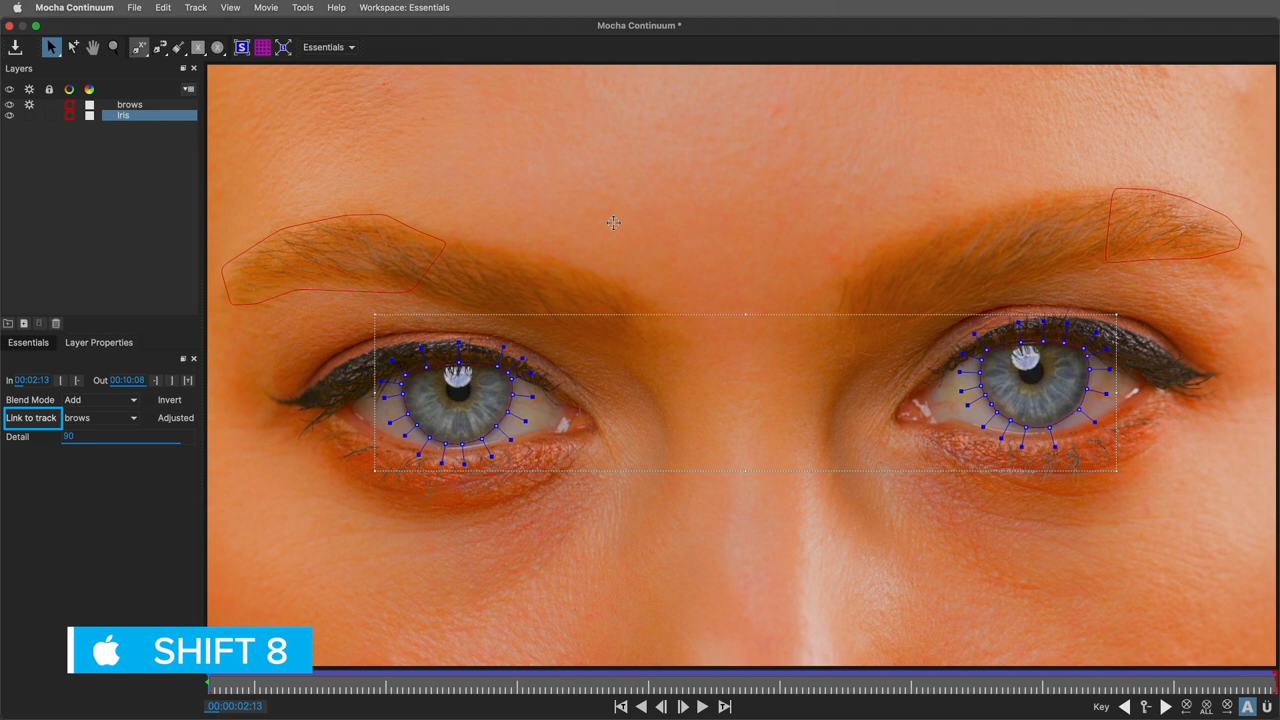 Mocha Continuum File Edit Track View Movie Tools Help Workspace: Essentials
Mocha Continuum *
Essentials
Layers
brows
Iris
Essentials Layer Properties
In 00:02:13 Out 00:10:08
Blend Mode Add Invert
Link to track brows Adjusted
Detail 90
SHIFT 8
00:00:02:13 Key ALL A Ü